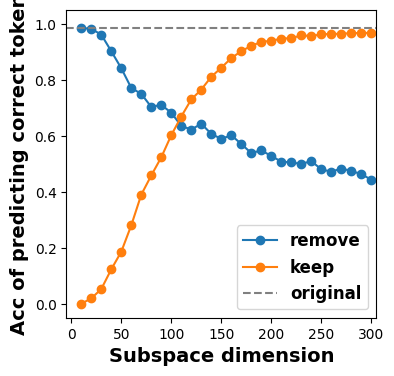 Acc of predicting correct token
1.0
0.8
0.6
0.4
0.2
0.0
remove
keep
original
0 50 100 150 200 250 300
Subspace dimension